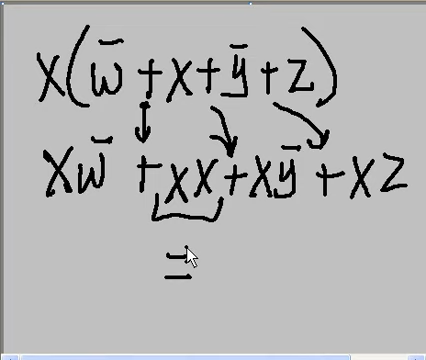 X(w̄ + X + ȳ + Z)
Xw̄ + XX + Xȳ + XZ
=